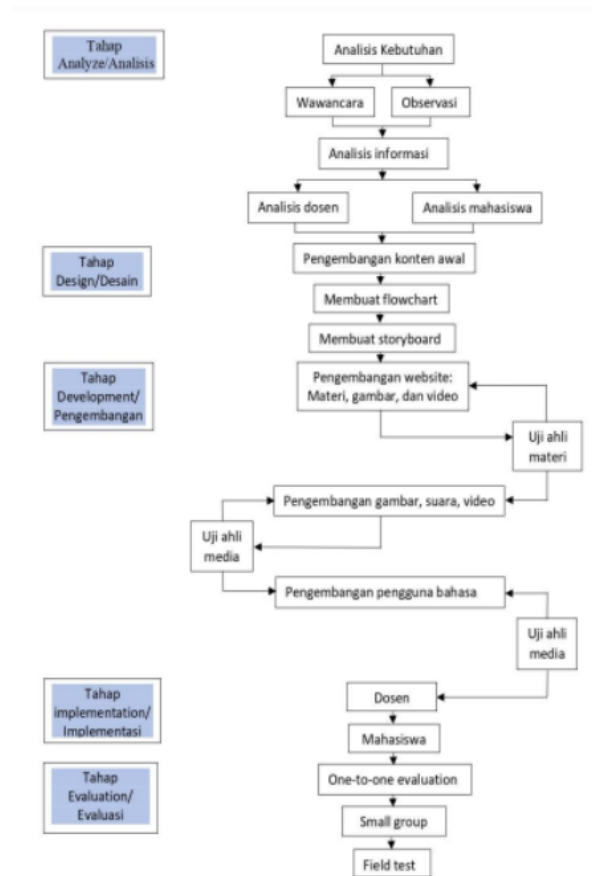 Tahap
Analyze/Analisis
Analisis Kebutuhan
Wawancara
Observasi
Analisis informasi
Analisis dosen
Analisis mahasiswa
Tahap
Design/Desain
Pengembangan konten awal
Membuat flowchart
Membuat storyboard
Tahap
Development/
Pengembangan
Pengembangan website:
Materi, gambar, dan video
Uji ahli
materi
Pengembangan gambar, suara, video
Uji ahli
media
Pengembangan pengguna bahasa
Uji ahli
media
Tahap
implementation/
Implementasi
Dosen
Mahasiswa
Tahap
Evaluation/
Evaluasi
One-to-one evaluation
Small group
Field test